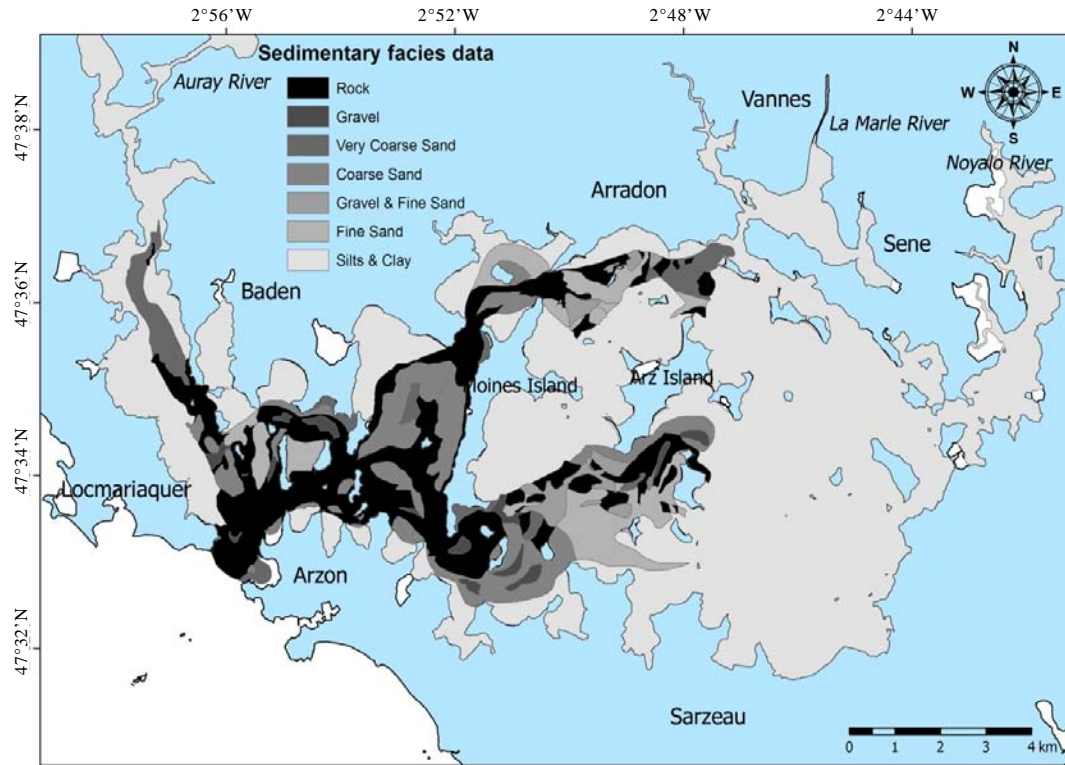 2°56’W 2°52’W 2°48’W 2°44’W
Sedimentary facies data
Rock
Gravel
Very Coarse Sand
Coarse Sand
Gravel & Fine Sand
Fine Sand
Silts & Clay
Auray River
Vannes
La Marle River
Noyalo River
Arradon
Sene
Baden
Moines Island
Arz Island
Locmariaquer
Arzon
Sarzeau
N
W E
S
47°38’N
47°36’N
47°34’N
47°32’N
0 1 2 3 4 km